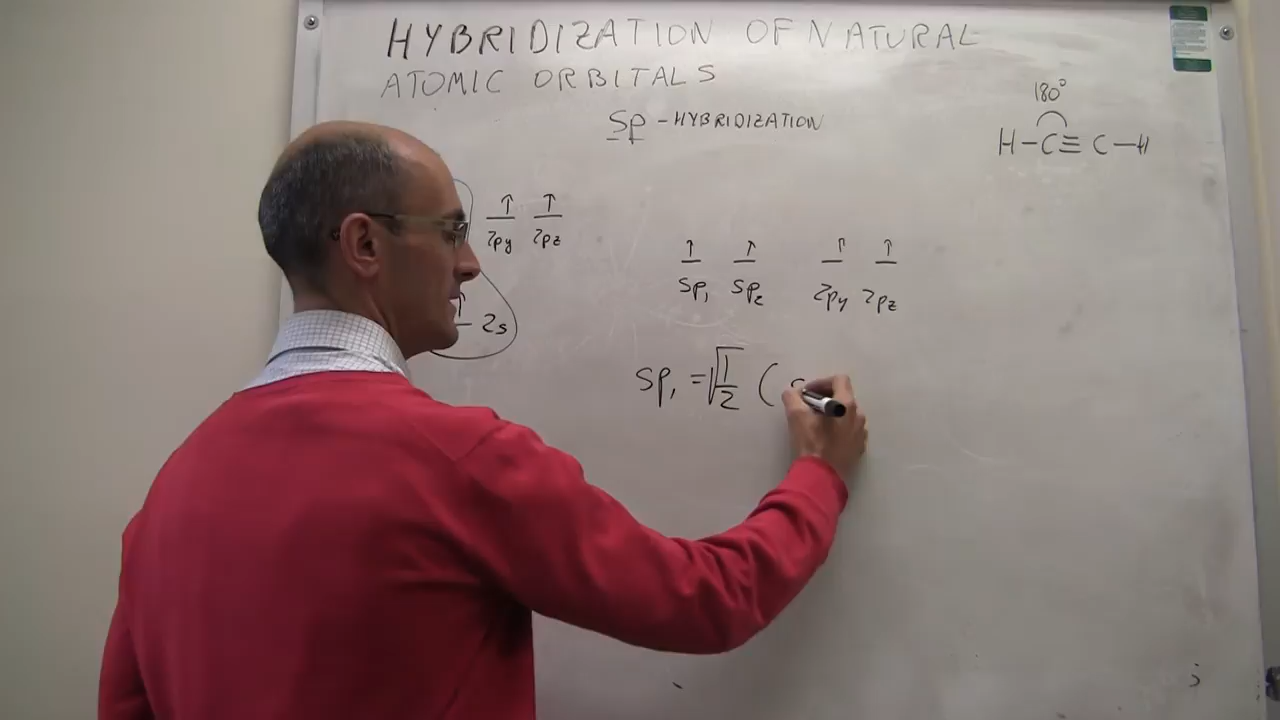 HYBRIDIZATION OF NATURAL
ATOMIC ORBITALS
sp - HYBRIDIZATION
180°
H-C≡C-H
↑ ↑
2py 2pz
↑
2s
↑ ↑ ↑ ↑
sp₁ sp₂ 2py 2pz
sp₁ = √1/2 ( s